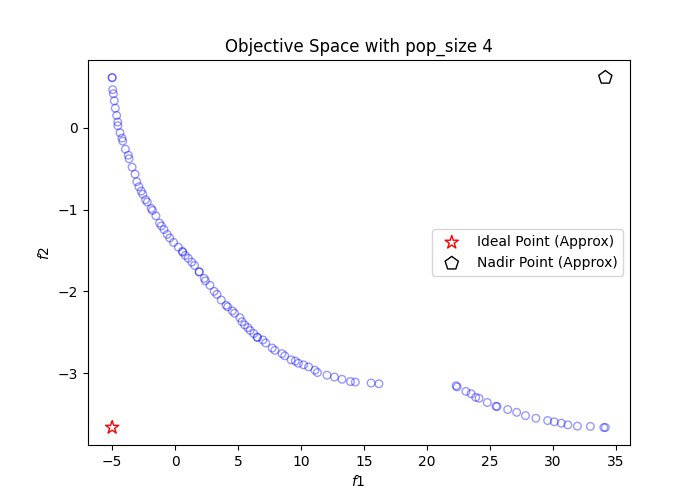 Objective Space with pop_size 4
f2
0
−1
−2
−3
Ideal Point (Approx)
Nadir Point (Approx)
−5
0
5
10
15
20
25
30
35
f1